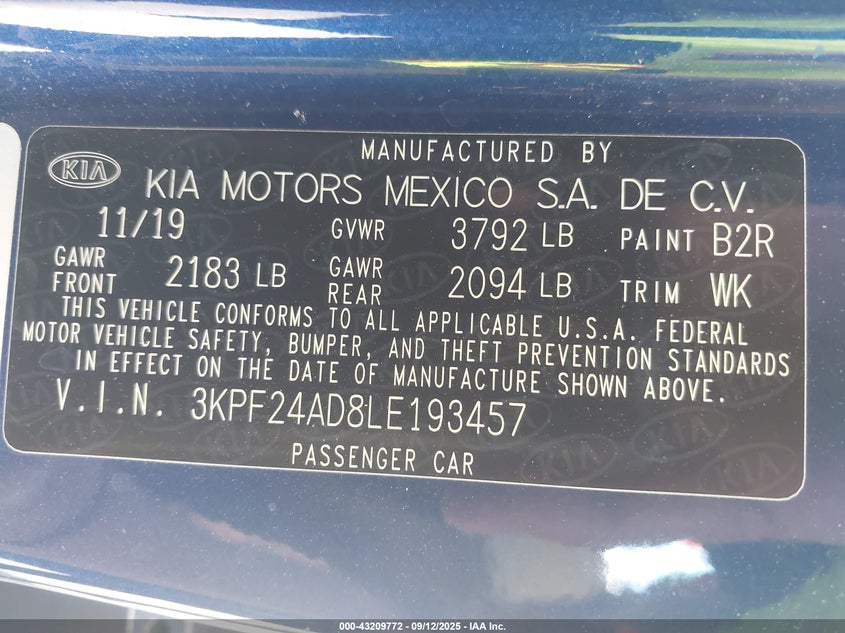 MANUFACTURED BY
KIA KIA MOTORS MEXICO S.A. DE C.V.
11/19 GVWR 3792 LB PAINT B2R
GAWR FRONT 2183 LB GAWR REAR 2094 LB TRIM WK
THIS VEHICLE CONFORMS TO ALL APPLICABLE U.S.A. FEDERAL
MOTOR VEHICLE SAFETY, BUMPER, AND THEFT PREVENTION STANDARDS
IN EFFECT ON THE DATE OF MANUFACTURE SHOWN ABOVE.
V.I.N. 3KPF24AD8LE193457
PASSENGER CAR
000-43209772 - 09/12/2025 - IAA Inc.